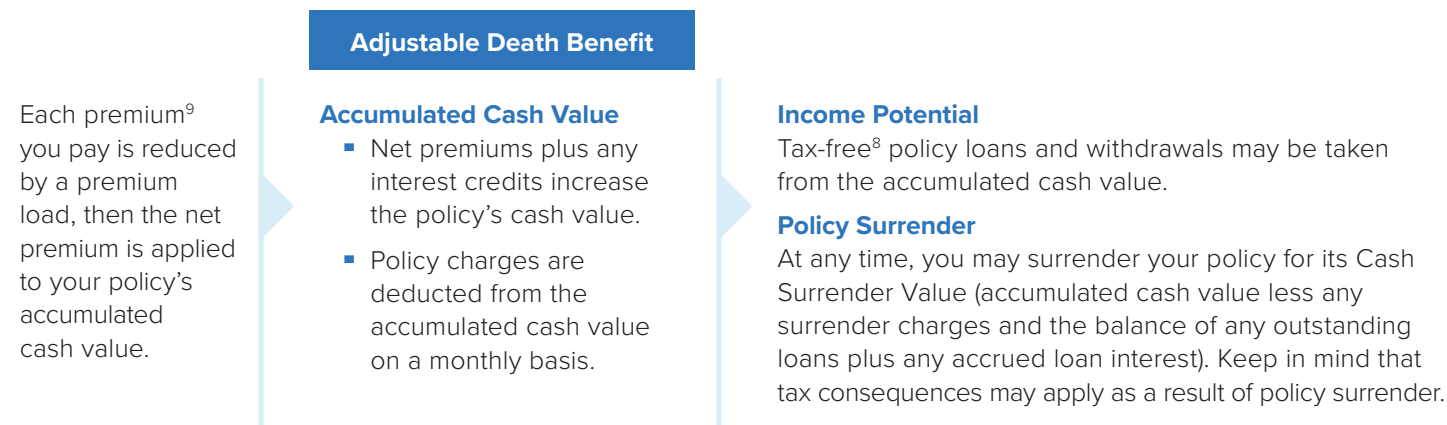 Adjustable Death Benefit
Each premium⁹
you pay is reduced
by a premium
load, then the net
premium is applied
to your policy’s
accumulated
cash value.
Accumulated Cash Value
▪ Net premiums plus any
interest credits increase
the policy’s cash value.
▪ Policy charges are
deducted from the
accumulated cash value
on a monthly basis.
Income Potential
Tax-free⁸ policy loans and withdrawals may be taken
from the accumulated cash value.
Policy Surrender
At any time, you may surrender your policy for its Cash
Surrender Value (accumulated cash value less any
surrender charges and the balance of any outstanding
loans plus any accrued loan interest). Keep in mind that
tax consequences may apply as a result of policy surrender.